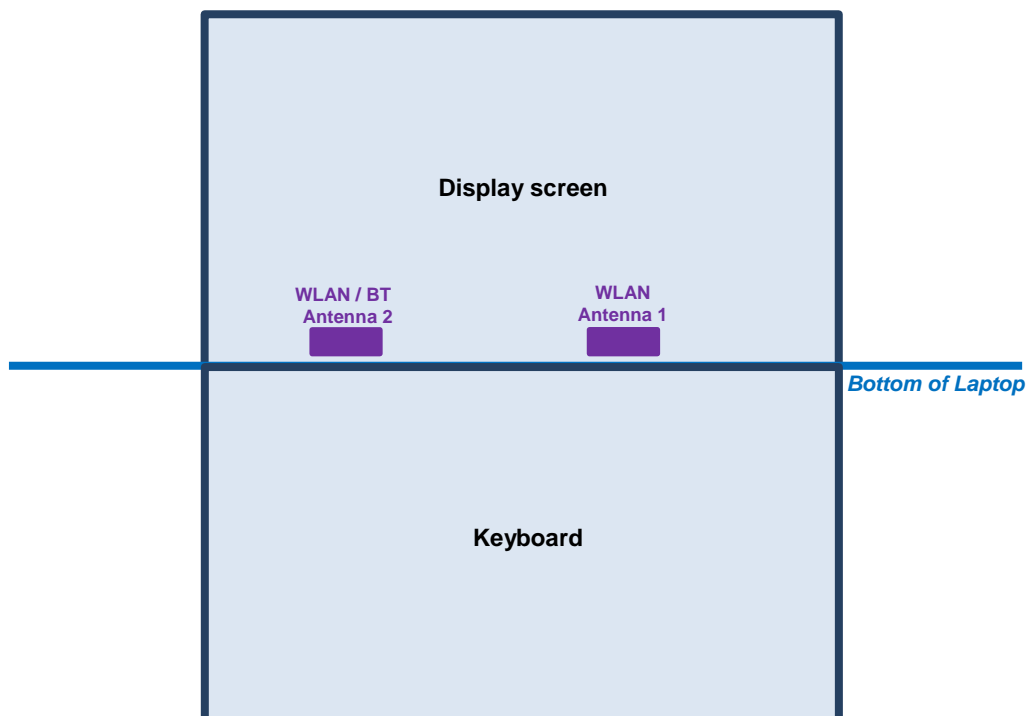 Display screen
WLAN / BT
Antenna 2
WLAN
Antenna 1
Bottom of Laptop
Keyboard